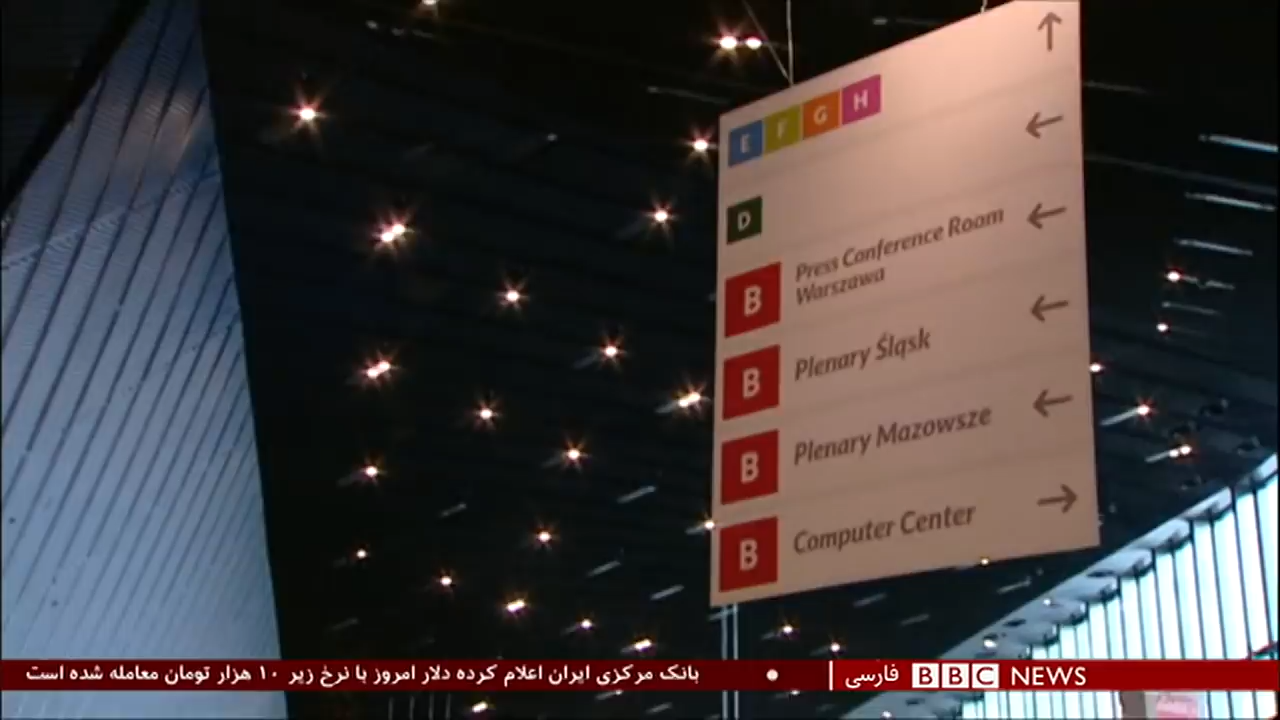 E F G H
D
B Press Conference Room
Warszawa
B Plenary Śląsk
B Plenary Mazowsze
B Computer Center
بانک مرکزی ایران اعلام کرده دلار امروز با نرخ زیر ۱۰ هزار تومان معامله شده است
BBC NEWS فارسی